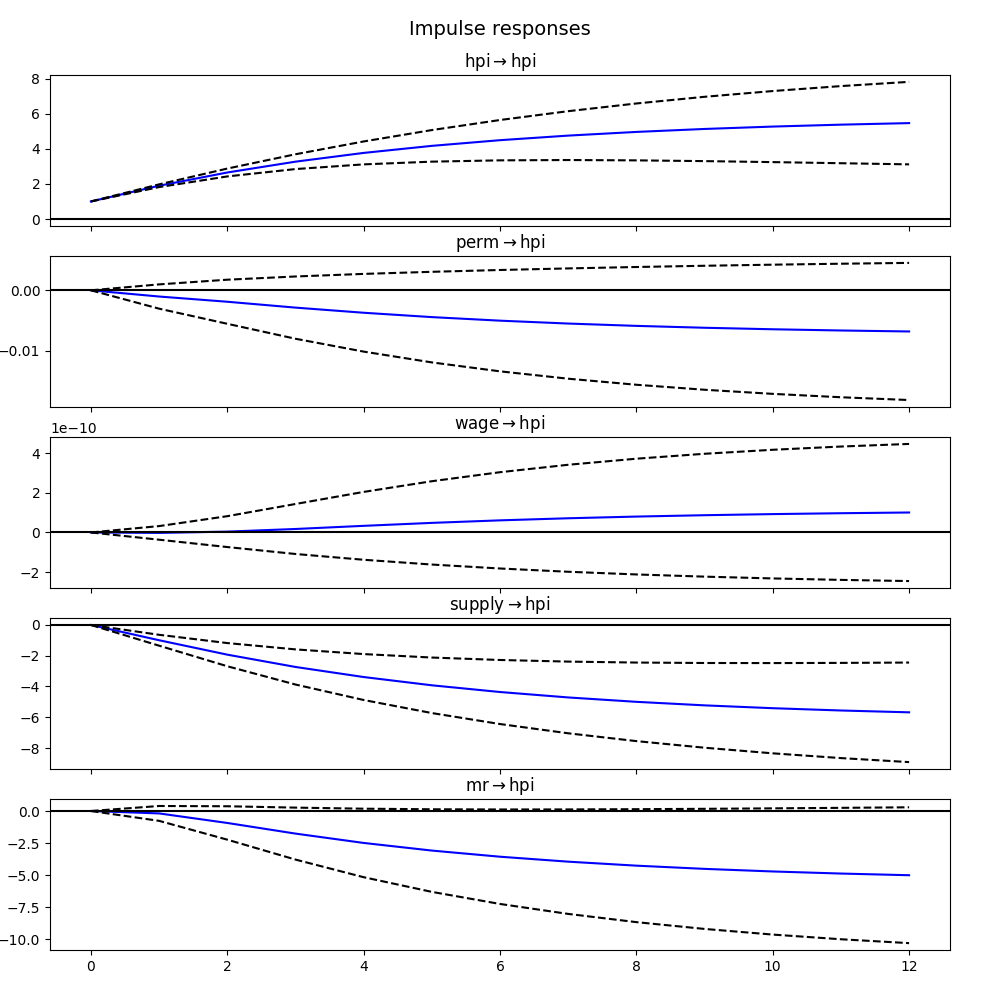 Impulse responses
hpi → hpi
8
6
4
2
0
perm → hpi
0.00
−0.01
1e−10
wage → hpi
4
2
0
−2
supply → hpi
0
−2
−4
−6
−8
mr → hpi
0.0
−2.5
−5.0
−7.5
−10.0
0 2 4 6 8 10 12